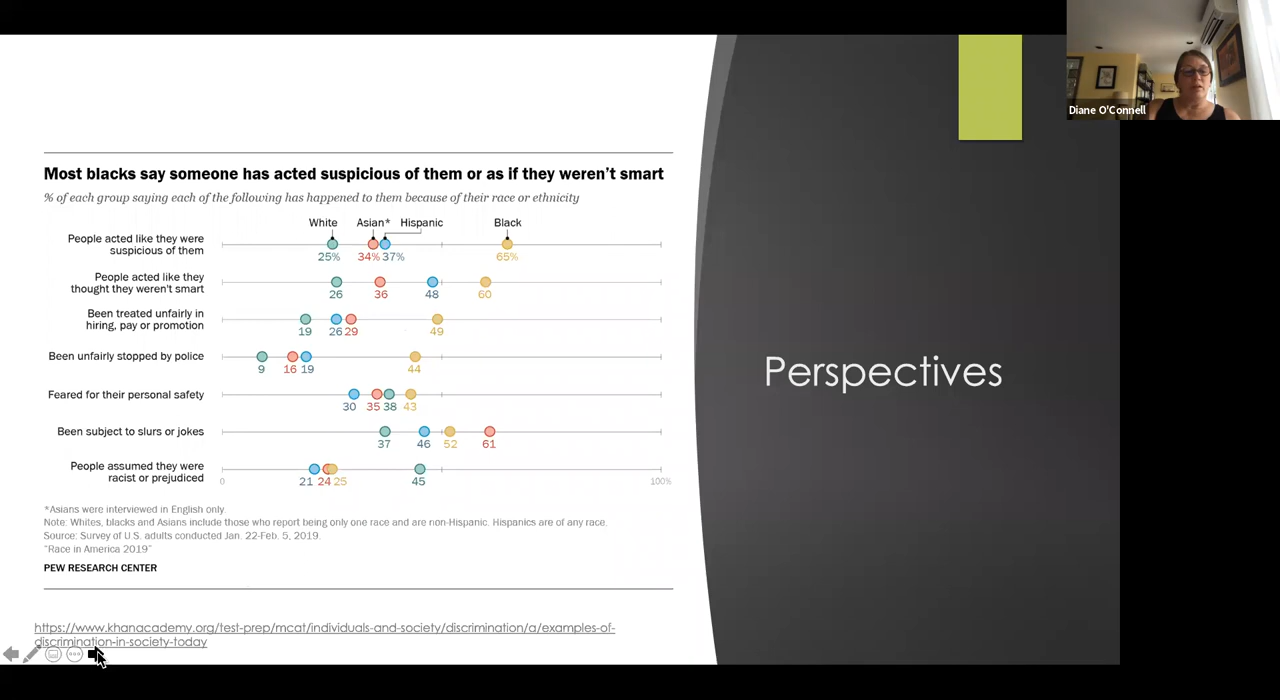 Diane O'Connell
Most blacks say someone has acted suspicious of them or as if they weren't smart
% of each group saying each of the following has happened to them because of their race or ethnicity
White Asian* Hispanic Black
People acted like they were
suspicious of them
25% 34% 37% 65%
People acted like they
thought they weren't smart
26 36 48 60
Been treated unfairly in
hiring, pay or promotion
19 26 29 49
Been unfairly stopped by police
9 16 19 44
Feared for their personal safety
30 35 38 43
Been subject to slurs or jokes
37 46 52 61
People assumed they were
racist or prejudiced
0 21 24 25 45 100%
*Asians were interviewed in English only.
Note: Whites, blacks and Asians include those who report being only one race and are non-Hispanic. Hispanics are of any race.
Source: Survey of U.S. adults conducted Jan. 22-Feb. 5, 2019.
"Race in America 2019"
PEW RESEARCH CENTER
https://www.khanacademy.org/test-prep/mcat/individuals-and-society/discrimination/a/examples-of-
discrimination-in-society-today
Perspectives